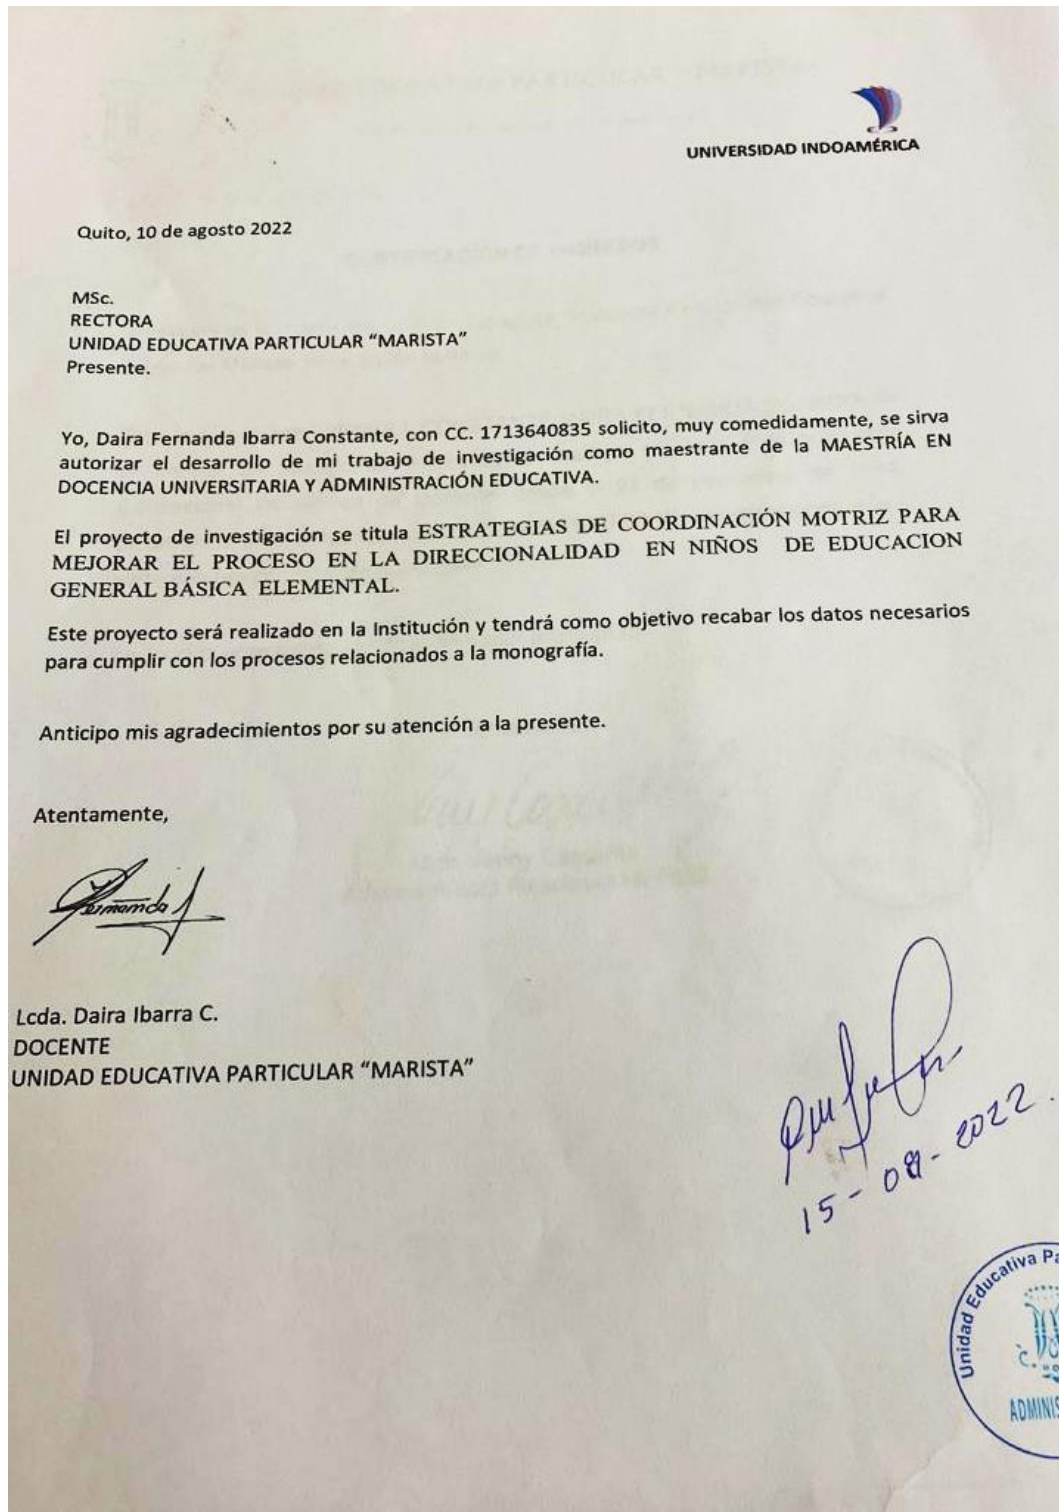 UNIVERSIDAD INDOAMÉRICA
Quito, 10 de agosto 2022
MSc.
RECTORA
UNIDAD EDUCATIVA PARTICULAR “MARISTA”
Presente.
Yo, Daira Fernanda Ibarra Constante, con CC. 1713640835 solicito, muy comedidamente, se sirva
autorizar el desarrollo de mi trabajo de investigación como maestrante de la MAESTRÍA EN
DOCENCIA UNIVERSITARIA Y ADMINISTRACIÓN EDUCATIVA.
El proyecto de investigación se titula ESTRATEGIAS DE COORDINACIÓN MOTRIZ PARA
MEJORAR EL PROCESO EN LA DIRECCIONALIDAD EN NIÑOS DE EDUCACION
GENERAL BÁSICA ELEMENTAL.
Este proyecto será realizado en la Institución y tendrá como objetivo recabar los datos necesarios
para cumplir con los procesos relacionados a la monografía.
Anticipo mis agradecimientos por su atención a la presente.
Atentamente,
Fernanda
Lcda. Daira Ibarra C.
DOCENTE
UNIDAD EDUCATIVA PARTICULAR “MARISTA”
15-08-2022.
Unidad Educativa Pa
ADMINIS